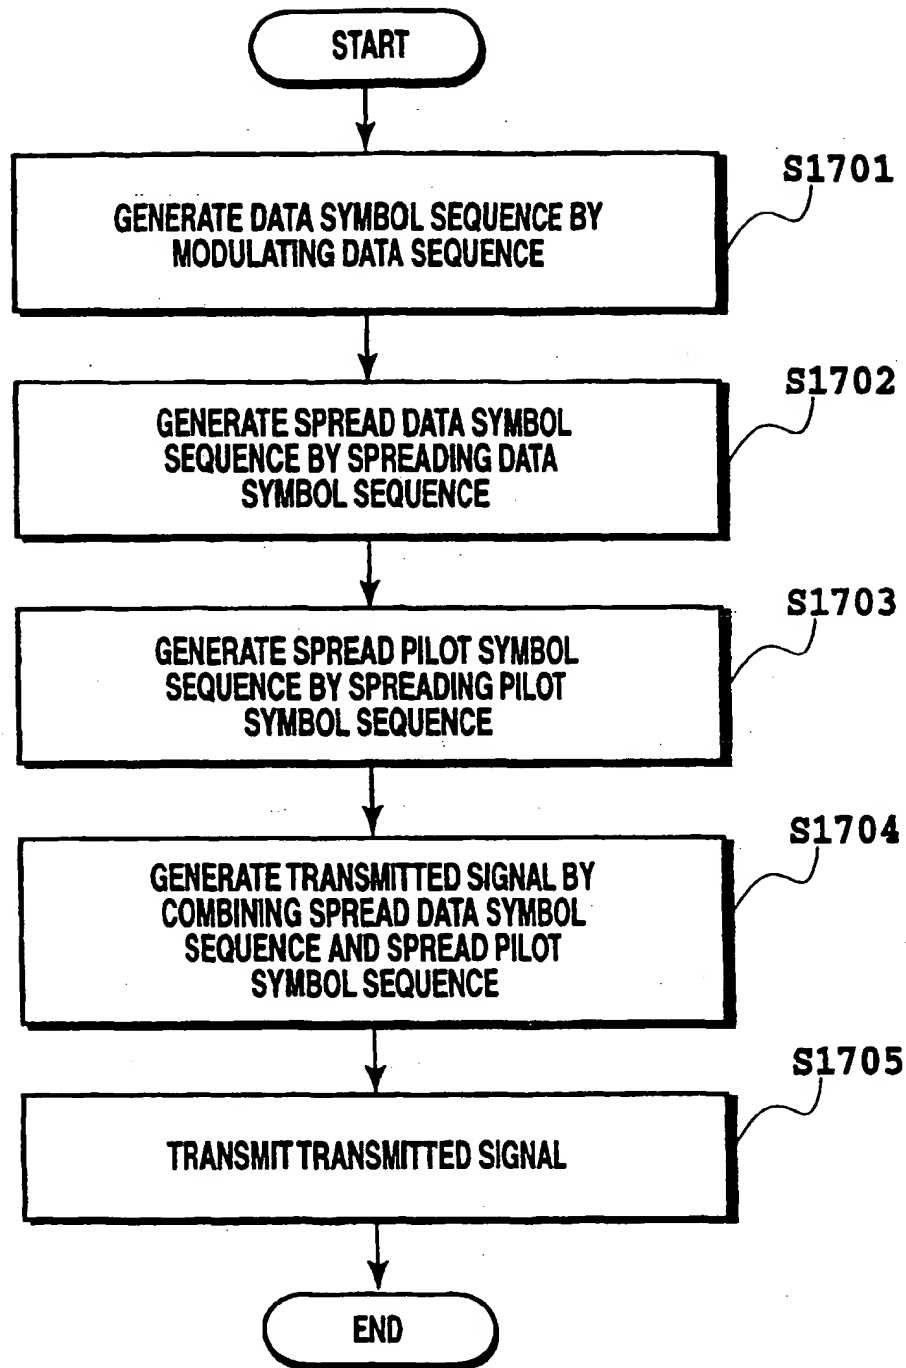 START
S1701
GENERATE DATA SYMBOL SEQUENCE BY
MODULATING DATA SEQUENCE
S1702
GENERATE SPREAD DATA SYMBOL
SEQUENCE BY SPREADING DATA
SYMBOL SEQUENCE
S1703
GENERATE SPREAD PILOT SYMBOL
SEQUENCE BY SPREADING PILOT
SYMBOL SEQUENCE
S1704
GENERATE TRANSMITTED SIGNAL BY
COMBINING SPREAD DATA SYMBOL
SEQUENCE AND SPREAD PILOT
SYMBOL SEQUENCE
S1705
TRANSMIT TRANSMITTED SIGNAL
END